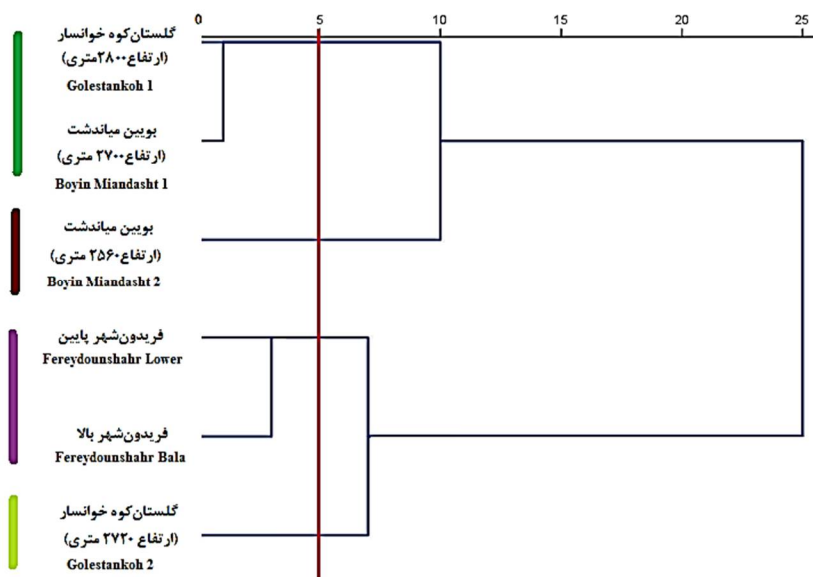 0 5 10 15 20 25
گلستان‌کوه خوانسار
(ارتفاع۲۸۰۰متری)
Golestankoh 1
بویین میاندشت
(ارتفاع۲۷۰۰ متری)
Boyin Miandasht 1
بویین میاندشت
(ارتفاع۲۵۶۰ متری)
Boyin Miandasht 2
فریدون‌شهر پایین
Fereydounshahr Lower
فریدون‌شهر بالا
Fereydounshahr Bala
گلستان‌کوه خوانسار
(ارتفاع ۲۷۲۰ متری)
Golestankoh 2